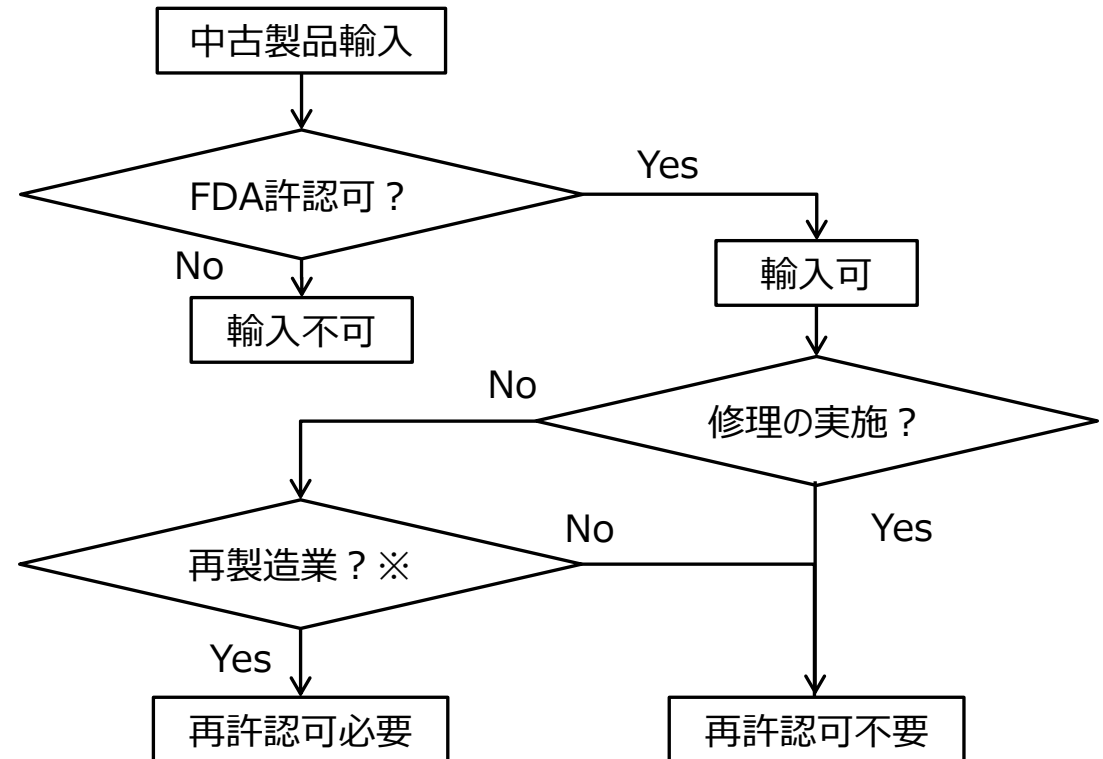 中古製品輸入
FDA許認可？
Yes
No
輸入可
輸入不可
No
修理の実施？
再製造業？※
No
Yes
Yes
再許認可必要
再許認可不要